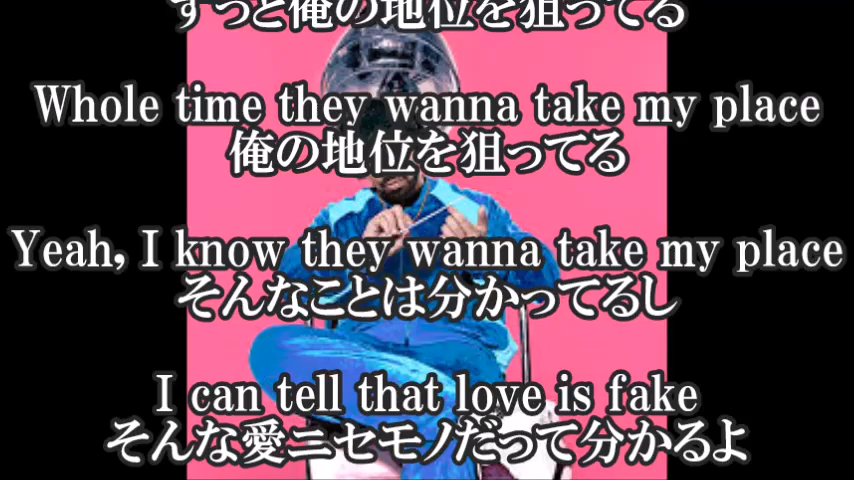 ずっと俺の地位を狙ってる
Whole time they wanna take my place
俺の地位を狙ってる
Yeah, I know they wanna take my place
そんなことは分かってるし
I can tell that love is fake
そんな愛ニセモノだって分かるよ